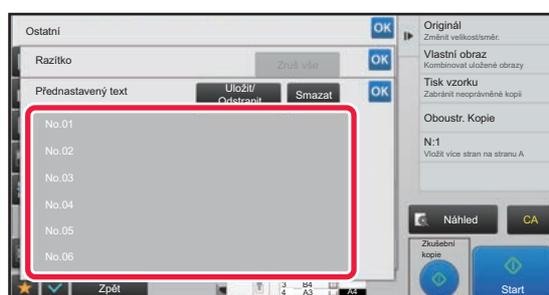 Ostatní
OK
Razítko
Zruš vše
OK
Přednastavený text
Uložit/
Odstranit
Smazat
OK
No.01
No.02
No.03
No.04
No.05
No.06
Zpět
3 B4
4 A3
A4
Originál
Změnit velikost/směr.
Vlastní obraz
Kombinovat uložené obrazy
Tisk vzorku
Zabránit neoprávněné kopii
Oboustr. Kopie
N:1
Vložit více stran na stranu A
Náhled
CA
Zkušební
kopie
Start